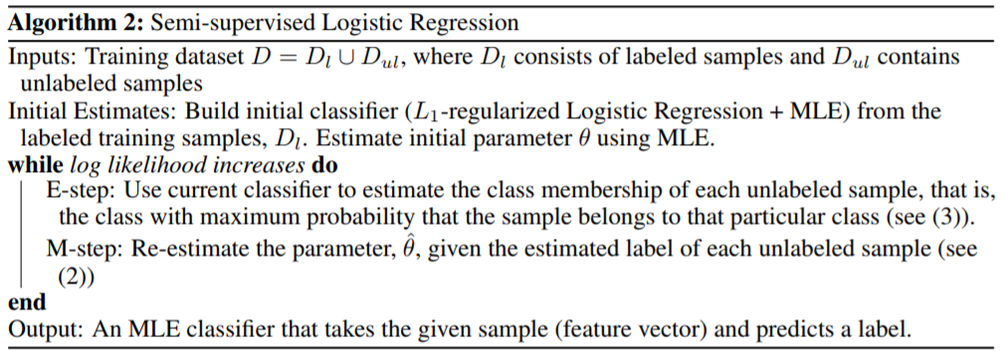 Algorithm 2: Semi-supervised Logistic Regression
Inputs: Training dataset $D = D_l \cup D_{ul}$, where $D_l$ consists of labeled samples and $D_{ul}$ contains
unlabeled samples
Initial Estimates: Build initial classifier ($L_1$-regularized Logistic Regression + MLE) from the
labeled training samples, $D_l$. Estimate initial parameter $\theta$ using MLE.
while log likelihood increases do
E-step: Use current classifier to estimate the class membership of each unlabeled sample, that is,
the class with maximum probability that the sample belongs to that particular class (see (3)).
M-step: Re-estimate the parameter, $\hat{\theta}$, given the estimated label of each unlabeled sample (see
(2))
end
Output: An MLE classifier that takes the given sample (feature vector) and predicts a label.